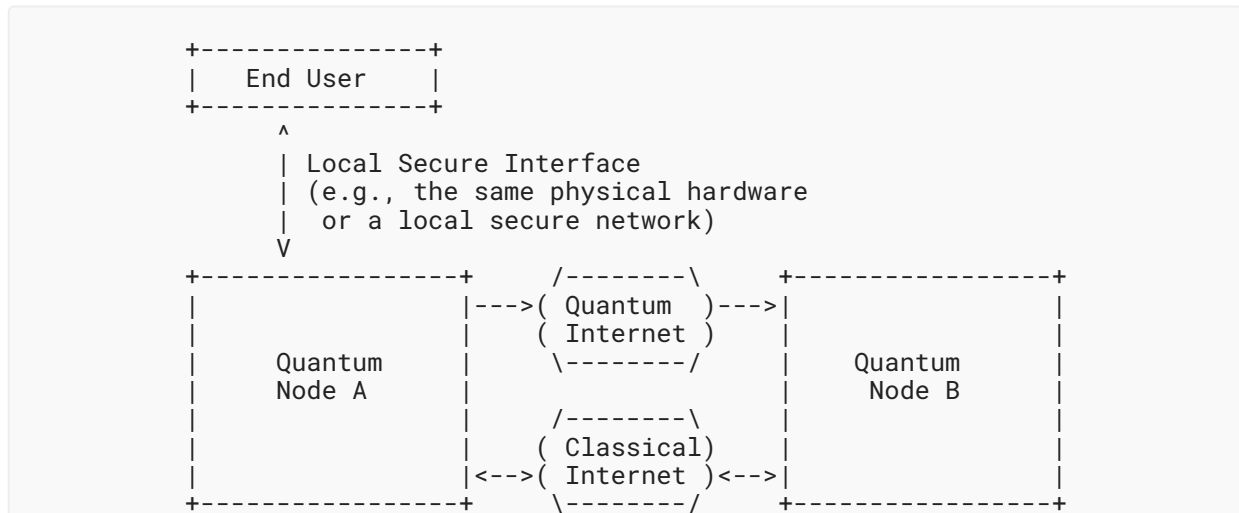 +---------------+
|   End User    |
+---------------+
      ^
      | Local Secure Interface
      | (e.g., the same physical hardware
      |  or a local secure network)
      V
+-----------------+     /--------\     +-----------------+
|                 |--->( Quantum  )--->|                 |
|                 |    ( Internet )    |                 |
|     Quantum     |     \--------/     |     Quantum     |
|     Node A      |                    |      Node B     |
|                 |     /--------\     |                 |
|                 |    ( Classical)    |                 |
|                 |<-->( Internet )<-->|                 |
+-----------------+     \--------/     +-----------------+